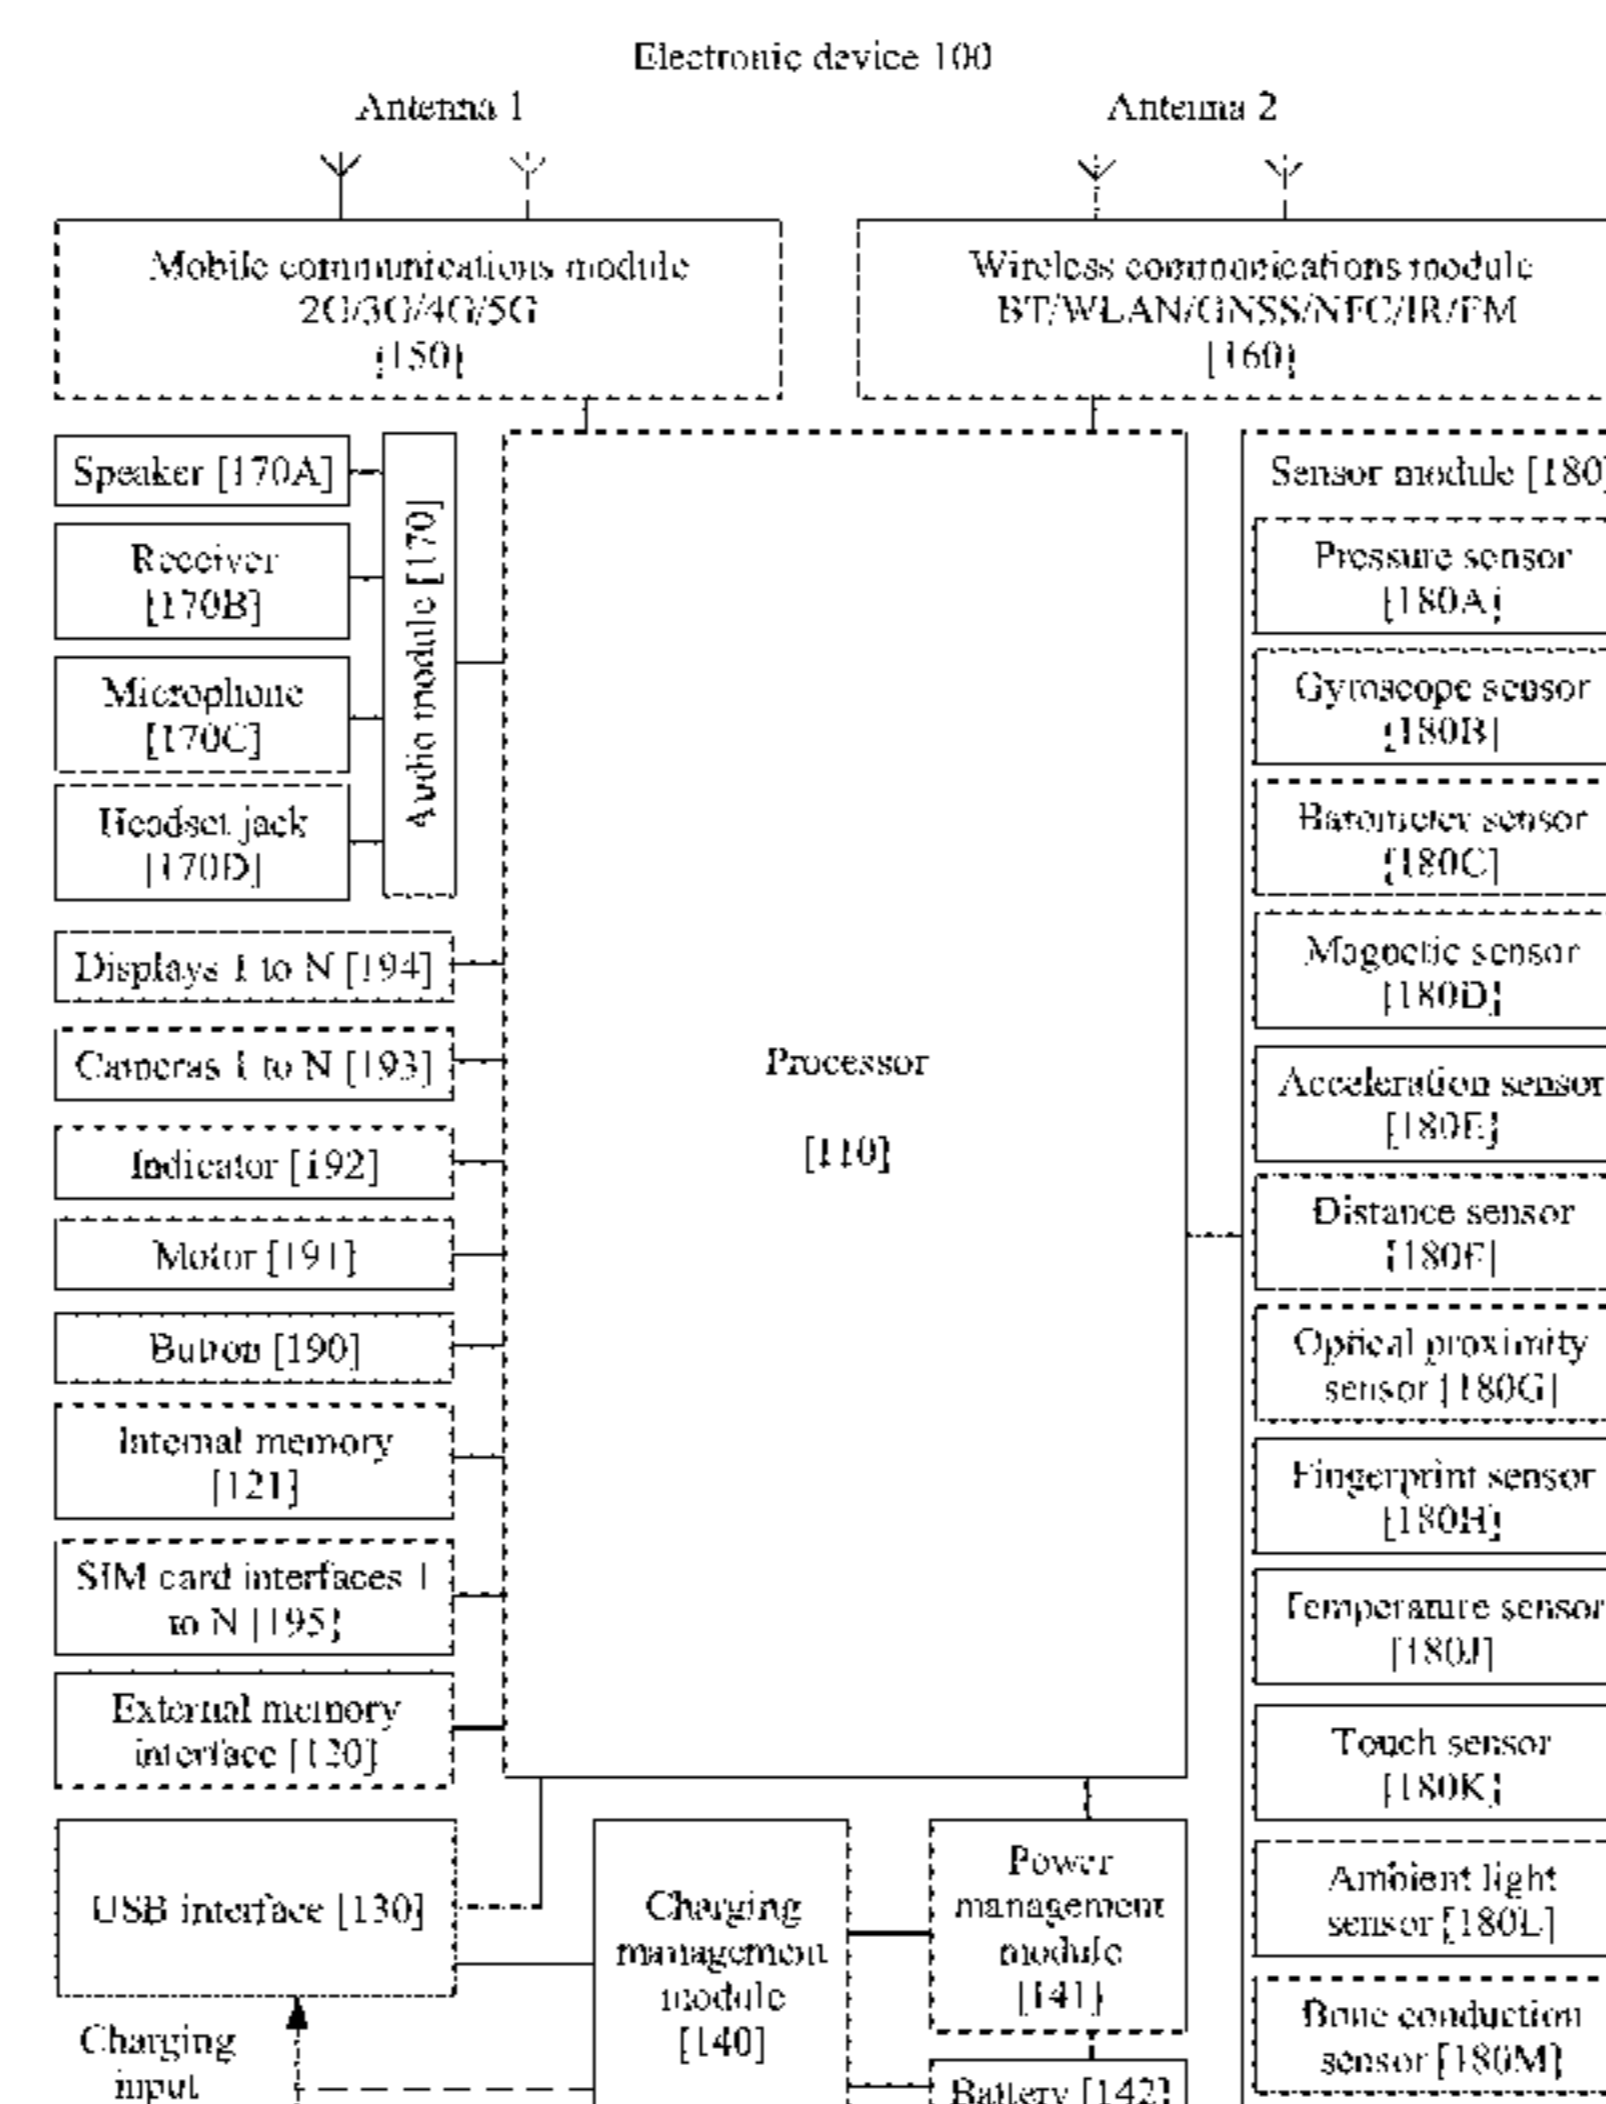 Electronic device 100
Antenna 1
Antenna 2
Mobile communications module
2G/3G/4G/5G
[150]
Wireless communications module
BT/WLAN/GNSS/NFC/IR/FM
[160]
Speaker [170A]
Receiver
[170B]
Microphone
[170C]
Headset jack
[170D]
Audio module [170]
Displays 1 to N [194]
Cameras 1 to N [193]
Indicator [192]
Motor [191]
Button [190]
Internal memory
[121]
SIM card interfaces 1
to N [195]
External memory
interface [120]
Processor
[110]
Sensor module [180]
Pressure sensor
[180A]
Gyroscope sensor
[180B]
Barometer sensor
[180C]
Magnetic sensor
[180D]
Acceleration sensor
[180E]
Distance sensor
[180F]
Optical proximity
sensor [180G]
Fingerprint sensor
[180H]
Temperature sensor
[180J]
Touch sensor
[180K]
Ambient light
sensor [180L]
Bone conduction
sensor [180M]
USB interface [130]
Charging
input
Charging
management
module
[140]
Power
management
module
[141]
Battery [142]